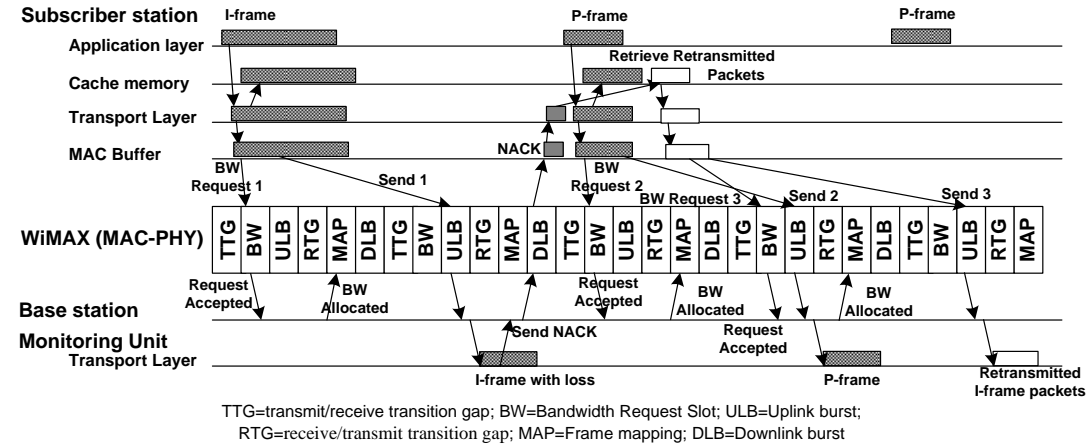 Subscriber station
I-frame
P-frame
P-frame
Application layer
Retrieve Retransmitted
Packets
Cache memory
Transport Layer
MAC Buffer
NACK
BW
Request 1
Send 1
BW
Request 2
BW Request 3
Send 2
Send 3
WiMAX (MAC-PHY)
TTG BW ULB RTG MAP DLB TTG BW ULB RTG MAP DLB TTG BW ULB RTG MAP DLB TTG BW ULB RTG MAP DLB TTG BW ULB RTG MAP
Request
Accepted
BW
Allocated
Request
Accepted
BW
Allocated
Request
Accepted
BW
Allocated
Base station
Send NACK
Monitoring Unit
Transport Layer
I-frame with loss
P-frame
Retransmitted
I-frame packets
TTG=transmit/receive transition gap; BW=Bandwidth Request Slot; ULB=Uplink burst;
RTG=receive/transmit transition gap; MAP=Frame mapping; DLB=Downlink burst